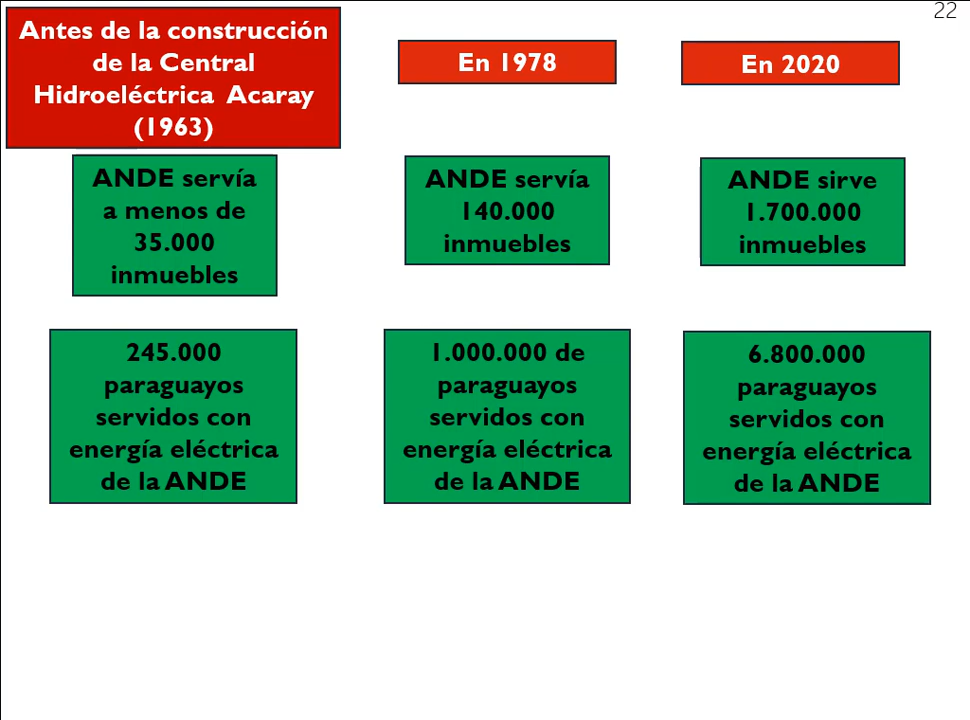 22
Antes de la construcción
de la Central
Hidroeléctrica Acaray
(1963)
ANDE servía
a menos de
35.000
inmuebles
245.000
paraguayos
servidos con
energía eléctrica
de la ANDE
En 1978
ANDE servía
140.000
inmuebles
1.000.000 de
paraguayos
servidos con
energía eléctrica
de la ANDE
En 2020
ANDE sirve
1.700.000
inmuebles
6.800.000
paraguayos
servidos con
energía eléctrica
de la ANDE